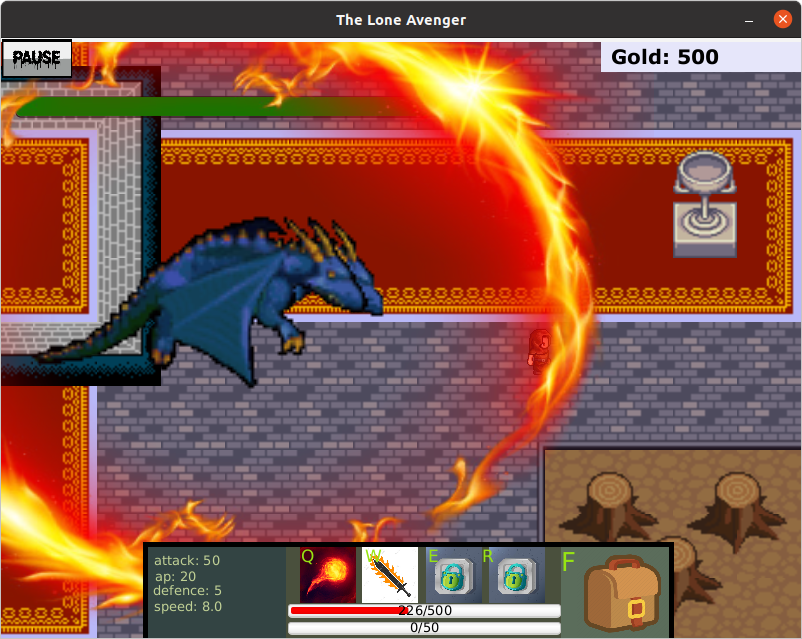 The Lone Avenger
PAUSE
Gold: 500
attack: 50
ap: 20
defence: 5
speed: 8.0
Q
W
E
R
F
226/500
0/50